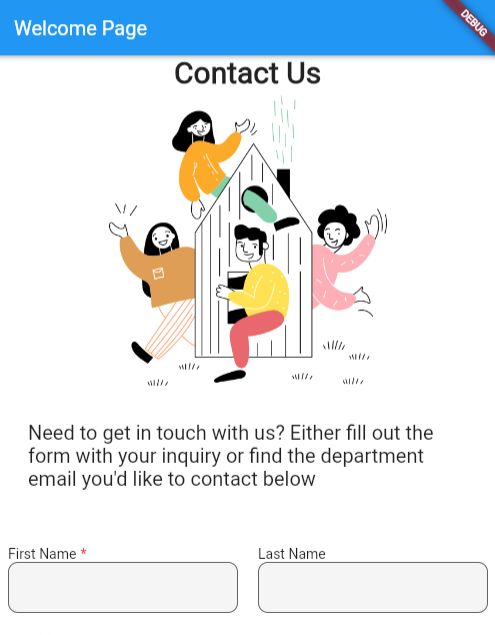 Welcome Page
DEBUG
Contact Us
Need to get in touch with us? Either fill out the
form with your inquiry or find the department
email you'd like to contact below
First Name *
Last Name